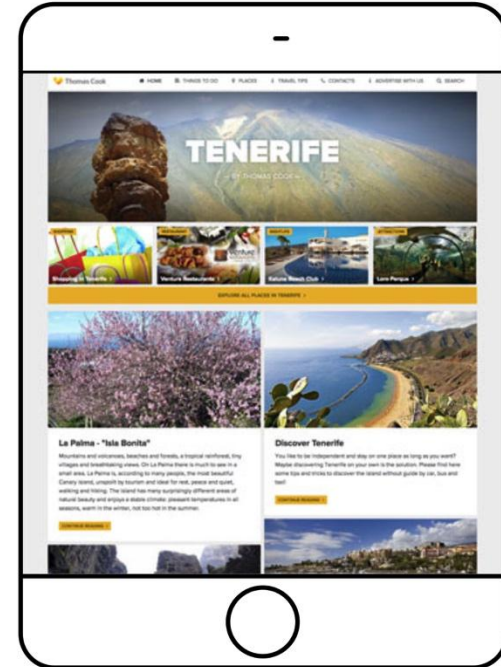 Thomas Cook
HOME THINGS TO DO PLACES TRAVEL TIPS CONTACTS ADVERTISE WITH US SEARCH
TENERIFE
BY THOMAS COOK
SHOPPING
Shopping in Tenerife
RESTAURANT
Venture Restaurante
Venture
NIGHTLIFE
Beach Club
ATTRACTIONS
Loro Parque
EXPLORE ALL PLACES IN TENERIFE
La Palma - "Isla Bonita"
Mountains and volcanoes, beaches and forests, a tropical rainforest, tiny
villages and breathtaking views. On La Palma there is much to see in a
small area. La Palma is, according to many people, the most beautiful
Canary island, unspoilt by tourism and ideal for rest, peace and quiet,
walking and hiking. The island has many surprisingly different areas of
natural beauty and enjoys a stable climate: pleasant temperatures in all
seasons, warm in the winter, not too hot in the summer.
CONTINUE READING
Discover Tenerife
You like to be independent and stay on one place as long as you want?
Maybe discovering Tenerife on your own is the solution. Please find here
some tips and tricks to discover the island without guide by car, bus and
taxi!
CONTINUE READING